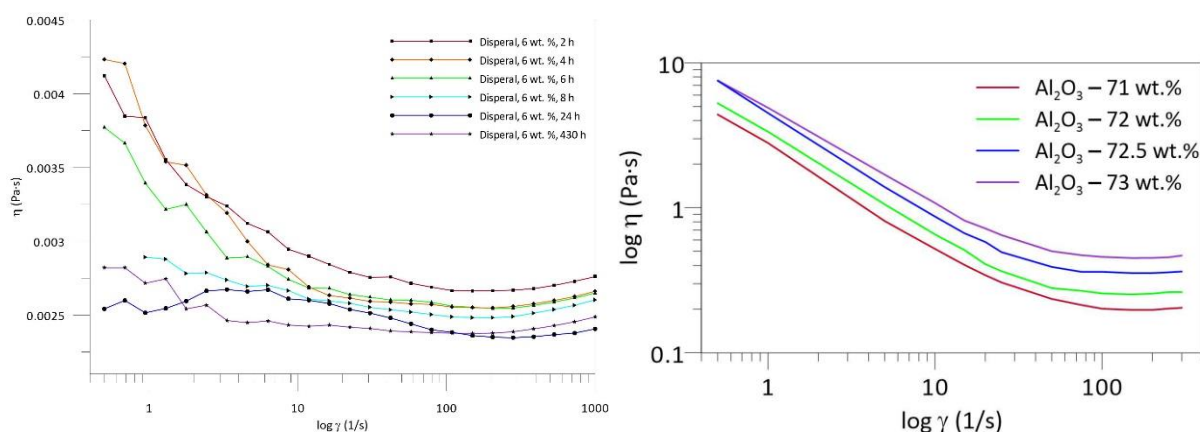 0.0045
0.004
0.0035
0.003
0.0025
η (Pa·s)
1
10
100
1000
log γ (1/s)
Disperal, 6 wt. %, 2 h
Disperal, 6 wt. %, 4 h
Disperal, 6 wt. %, 6 h
Disperal, 6 wt. %, 8 h
Disperal, 6 wt. %, 24 h
Disperal, 6 wt. %, 430 h
10
1
0.1
log η (Pa·s)
1
10
100
log γ (1/s)
Al₂O₃ – 71 wt.%
Al₂O₃ – 72 wt.%
Al₂O₃ – 72.5 wt.%
Al₂O₃ – 73 wt.%